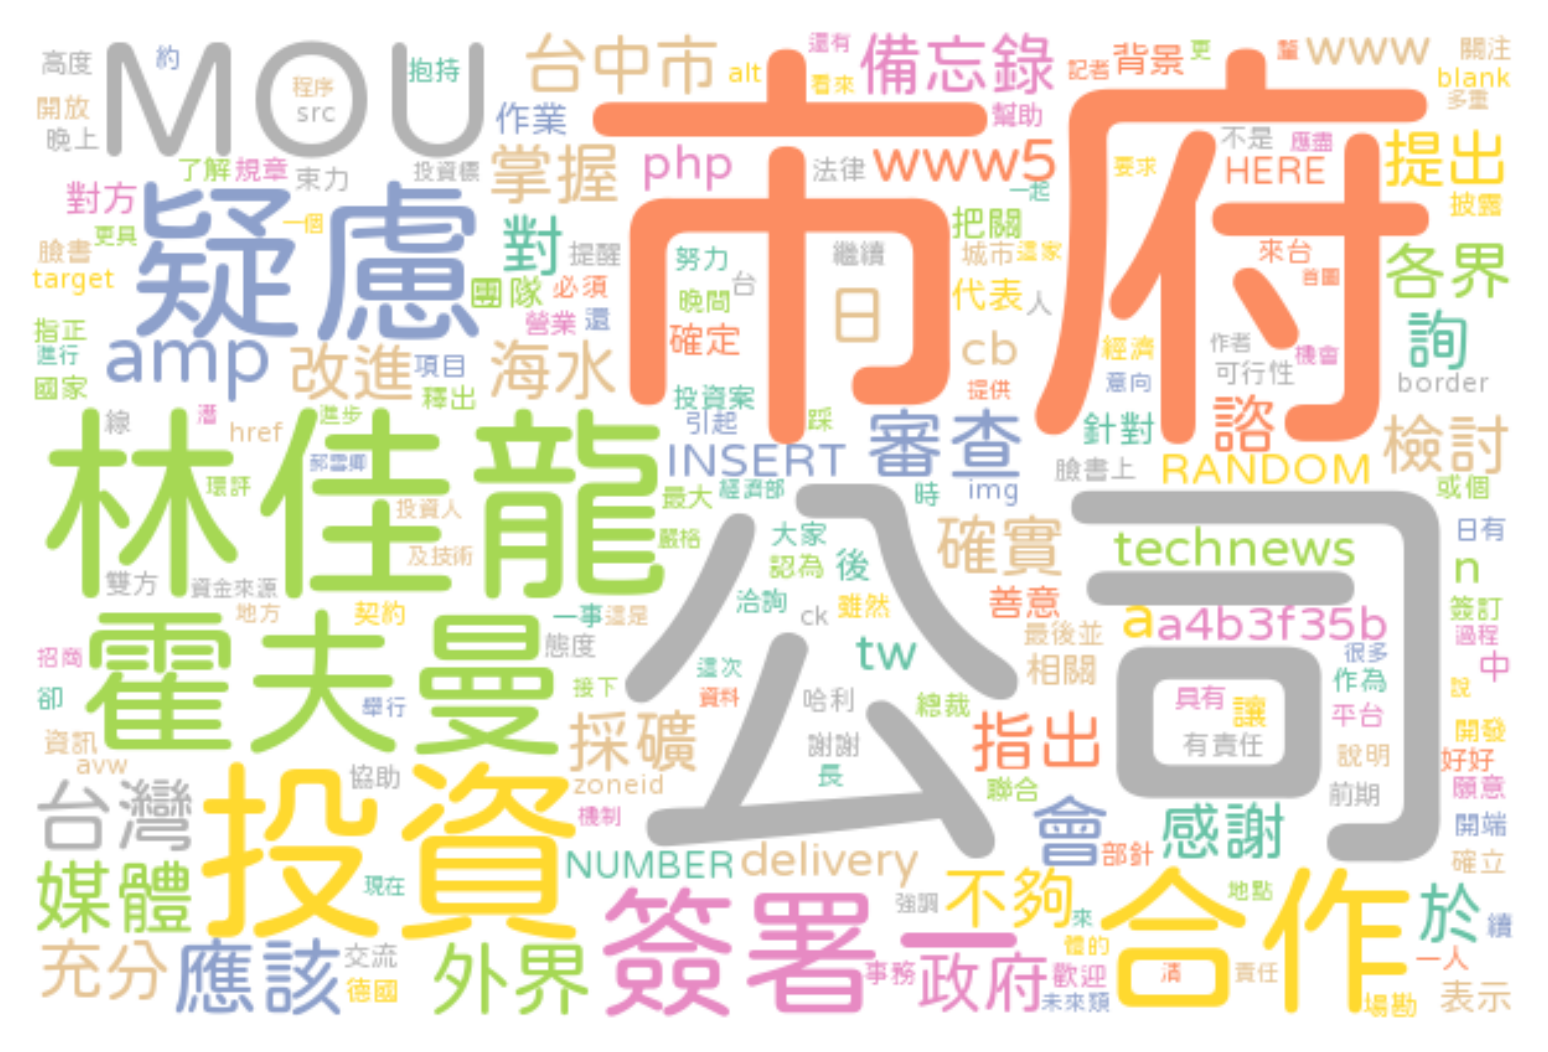 高度
約
抱持
台中市
alt
還有
看來
備忘錄
記者
背景
更
www
關注
blank
多重
MOU
程序
src
開放
晚上
作業
市府
幫助
不是
應盡
提出
了解
規章
束力
掌握
php
法律
www5
要求
HERE
一起
披露
對方
疑慮
一個
更具
臉書
target
對
提醒
團隊
必須
營業
還
努力
台
晚間
確定
繼續
日
把關
城市
這家
代表
人
來台
首圖
各界
指正
進行
國家
amp
改進
項目
釋出
海水
cb
經濟
意向
作者
可行性
機會
詢
border
投資案
引起
踩
提供
線
潛
進步
href
郝雪卿
環評
林佳龍
投資人
及技術
INSERT
審查
針對
諮
檢討
臉書上
RANDOM
最大
經濟部
時
img
或個
嚴格
公司
大家
認為
後
確實
technews
日有
n
雙方
資金來源
地方
契約
一事
這是
洽詢
ck
雖然
善意
最後並
a
a4b3f35b
簽訂
過程
招商
卻
霍夫曼
態度
接下
舉行
這次
資料
tw
相關
很多
作為
中
說
哈利
總裁
具有
讓
平台
有責任
資訊
avw
採礦
謝謝
長
指出
說明
開發
好好
台灣
投資
協助
zoneid
機制
聯合
前期
願意
會
感謝
部針
開端
確立
媒體
現在
NUMBER
delivery
強調
不夠
來
體的
合作
地點
於
續
充分
應該
交流
德國
外界
簽署
一
事務
政府
歡迎
未來類
責任
一人
場勘
表示